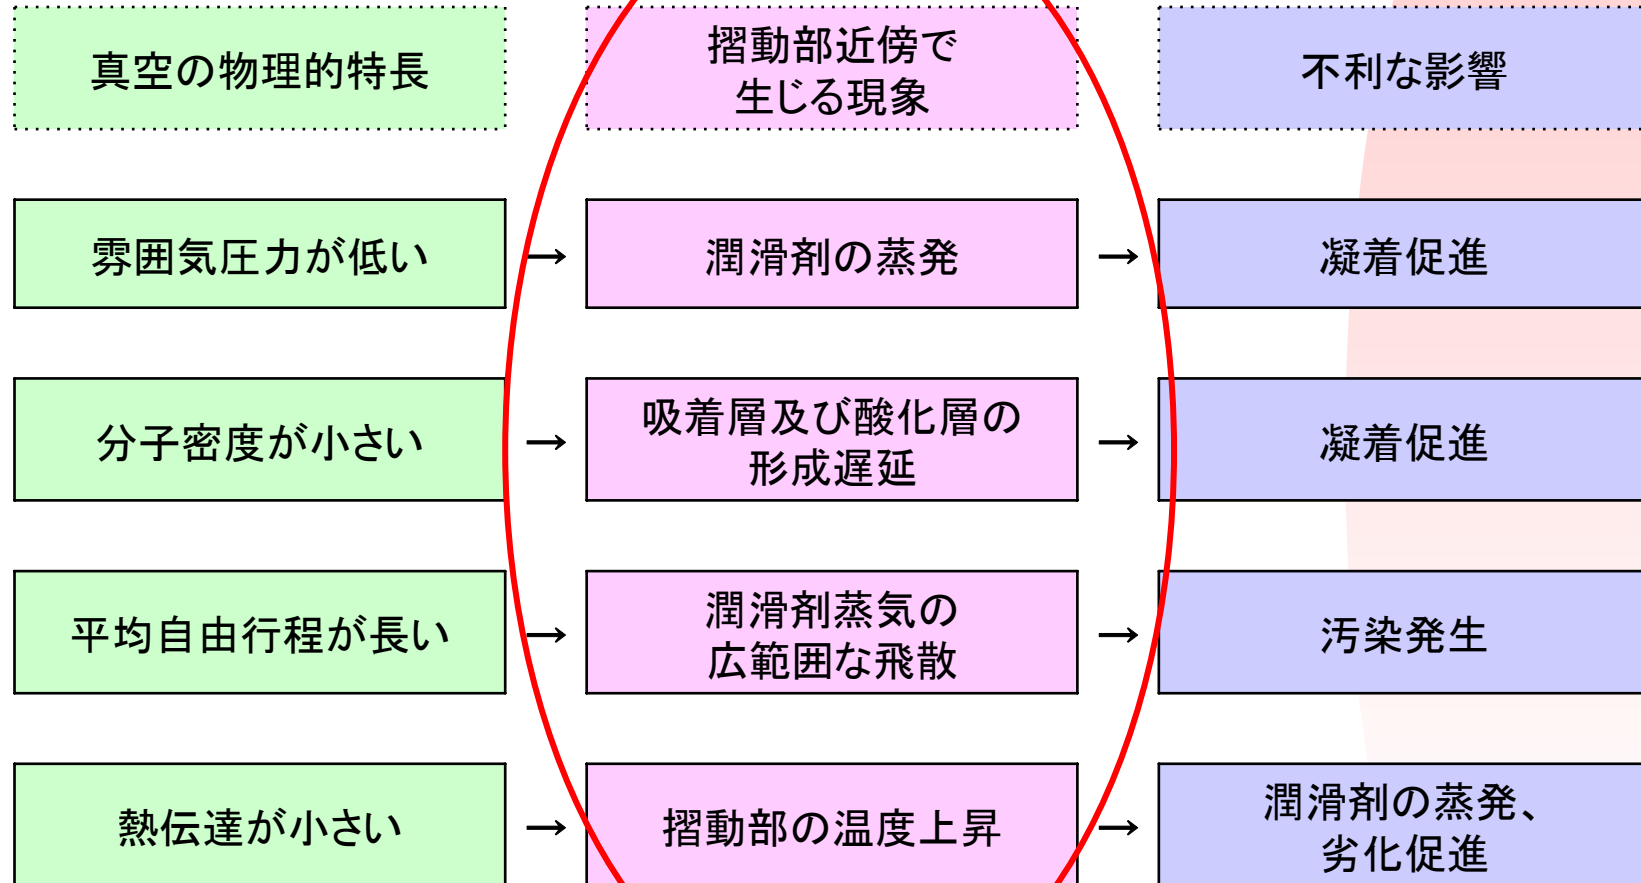 真空の物理的特長
摺動部近傍で
生じる現象
不利な影響
雰囲気圧力が低い
→
潤滑剤の蒸発
→
凝着促進
分子密度が小さい
→
吸着層及び酸化層の
形成遅延
→
凝着促進
平均自由行程が長い
→
潤滑剤蒸気の
広範囲な飛散
→
汚染発生
熱伝達が小さい
→
摺動部の温度上昇
→
潤滑剤の蒸発、
劣化促進